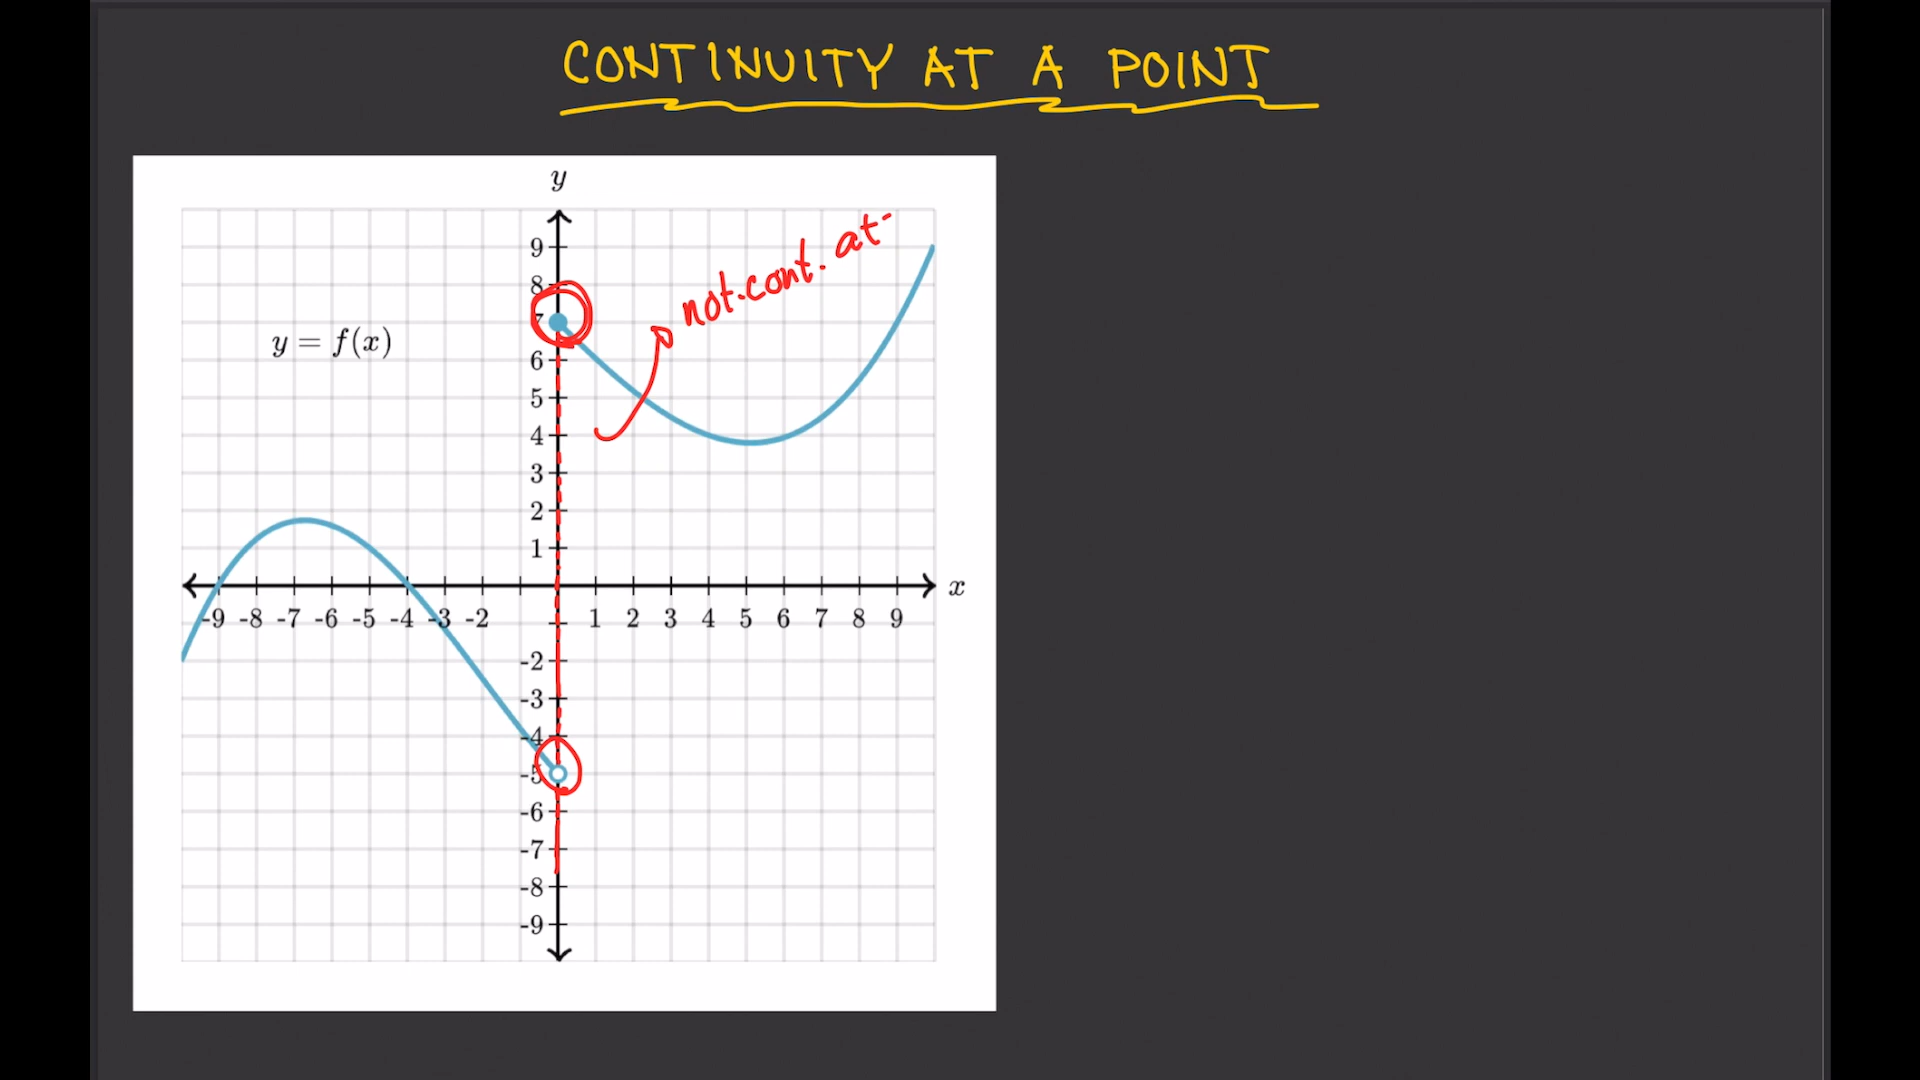 CONTINUITY AT A POINT
y
9
not.cont. at
8
7
y = f(x)
6
5
4
3
2
1
x
-9 -8 -7 -6 -5 -4 -3 -2 1 2 3 4 5 6 7 8 9
-2
-3
-4
-5
-6
-7
-8
-9